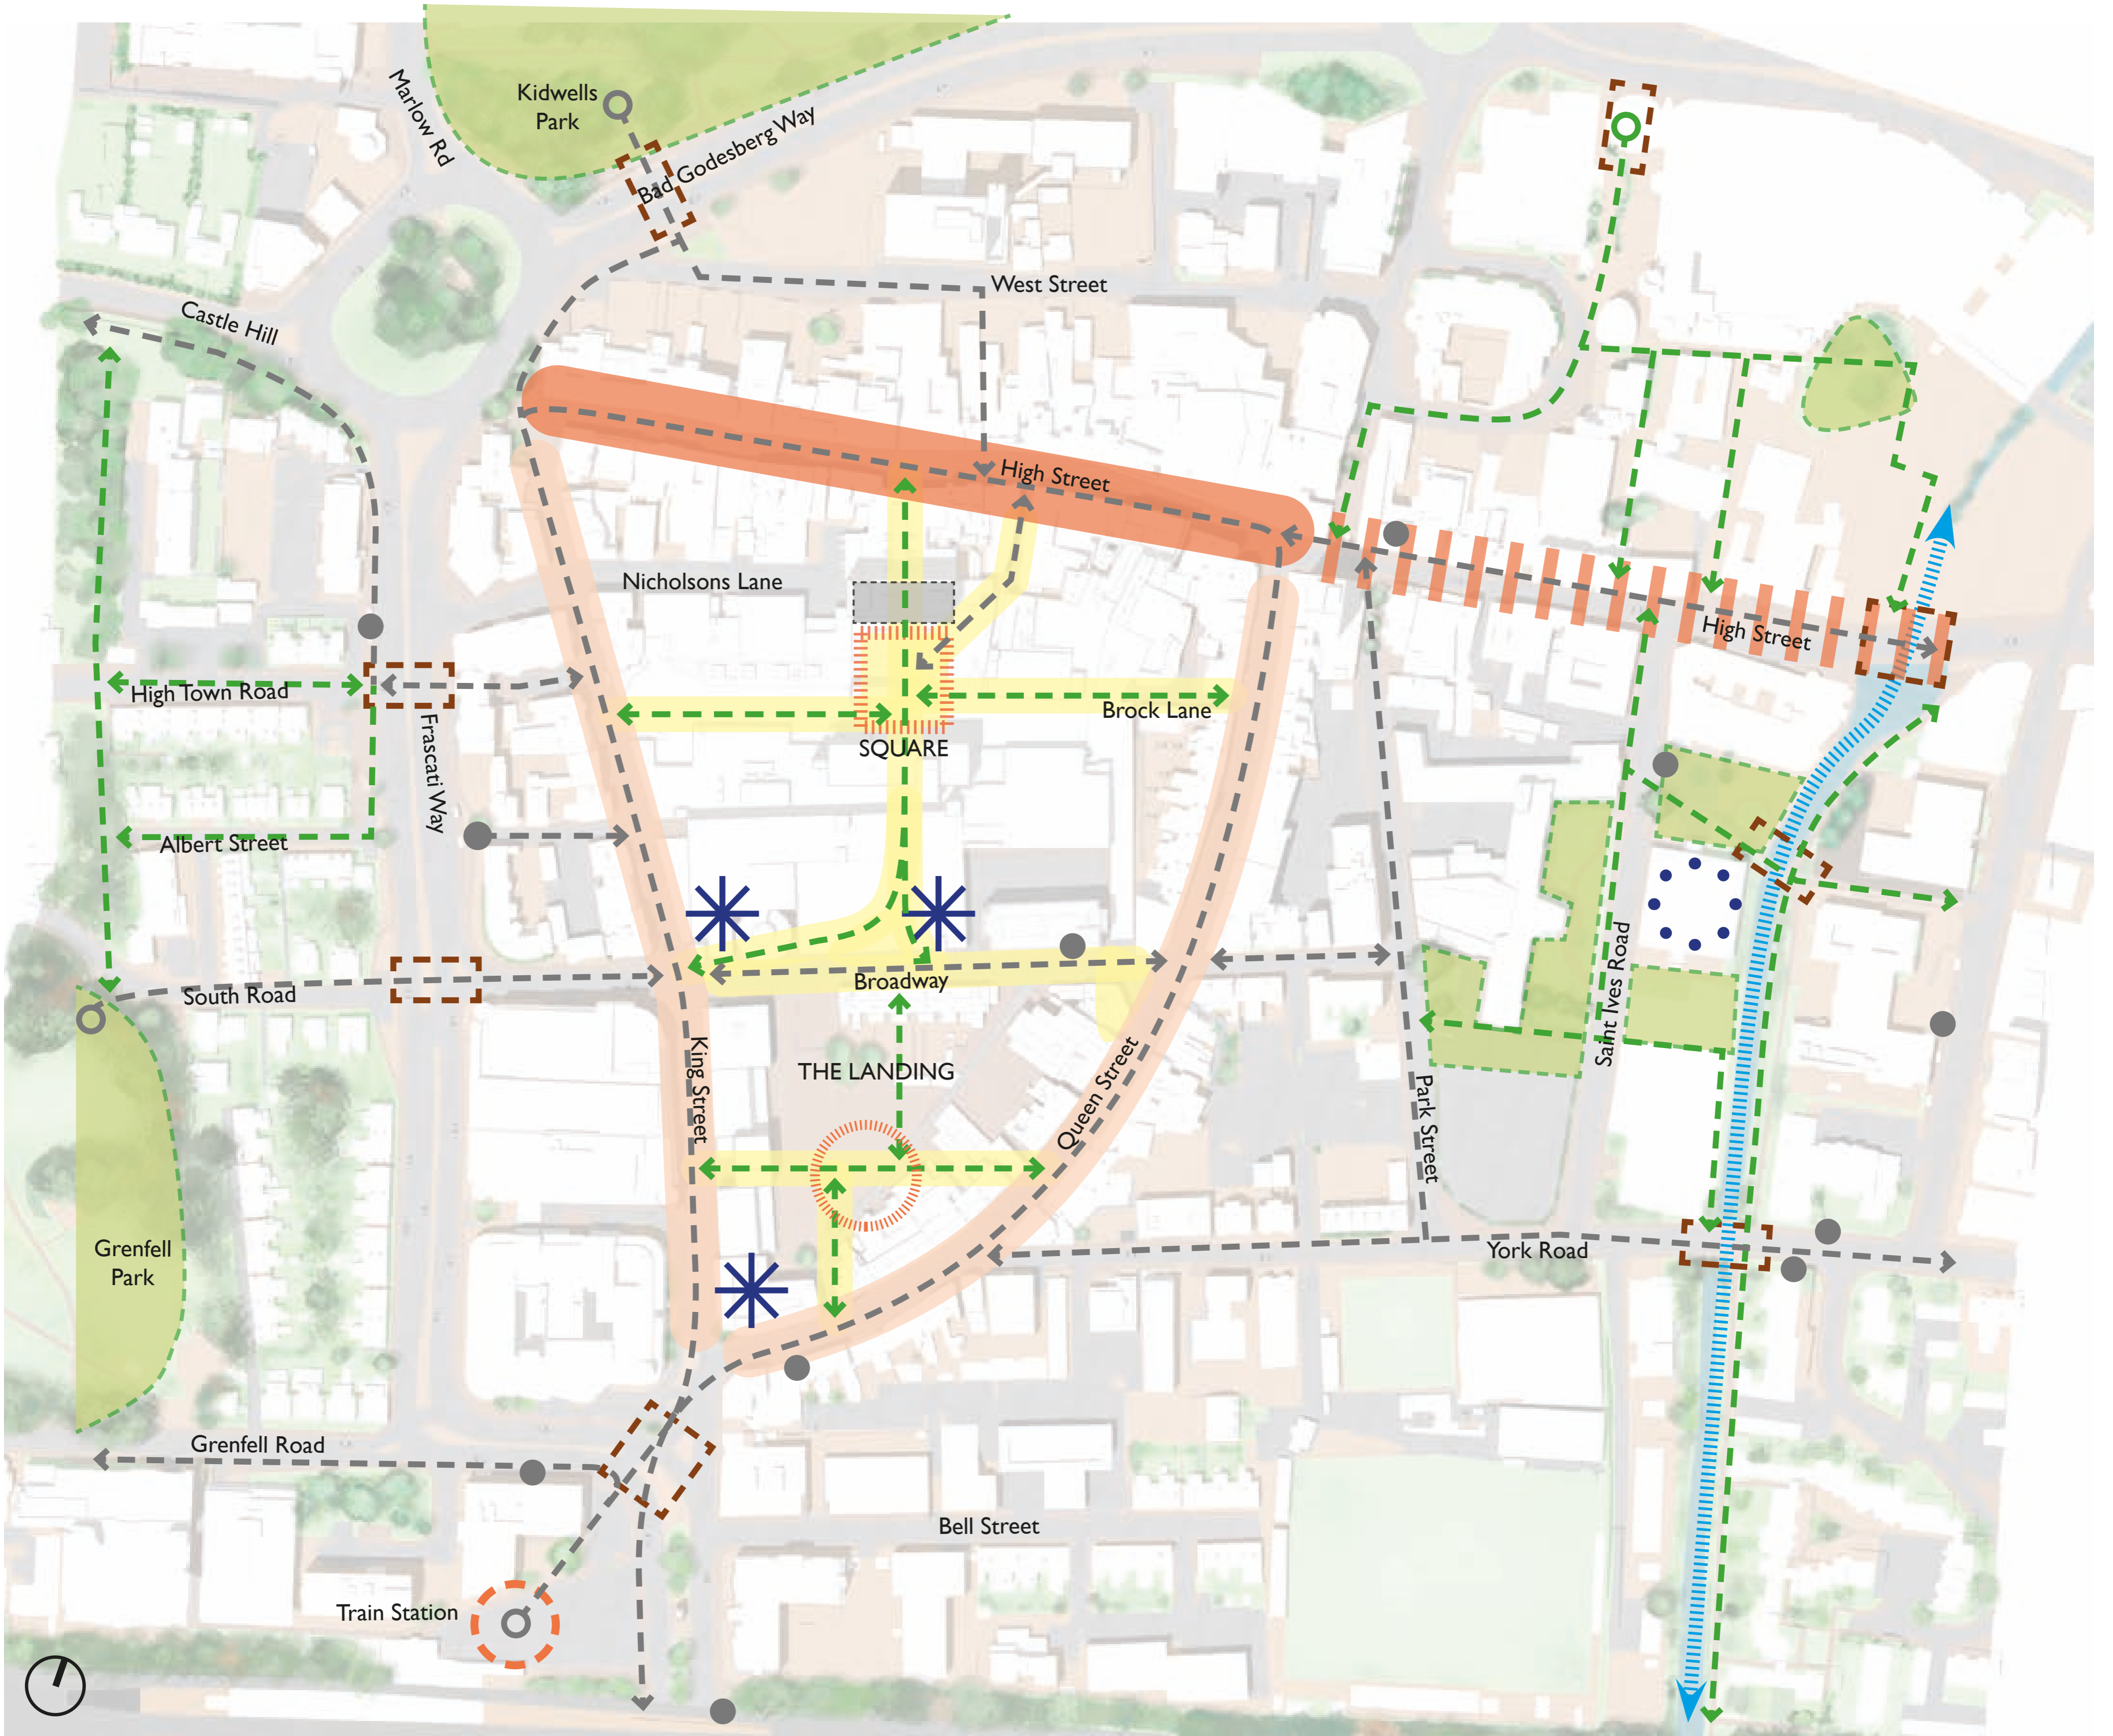 Marlow Rd
Kidwells
Park
Bad Godesberg Way
West Street
Castle Hill
High Street
Nicholsons Lane
High Street
High Town Road
Brock Lane
Frascati Way
SQUARE
Albert Street
Broadway
South Road
Saint Ives Road
King Street
THE LANDING
Queen Street
Park Street
Grenfell
Park
York Road
Grenfell Road
Bell Street
Train Station